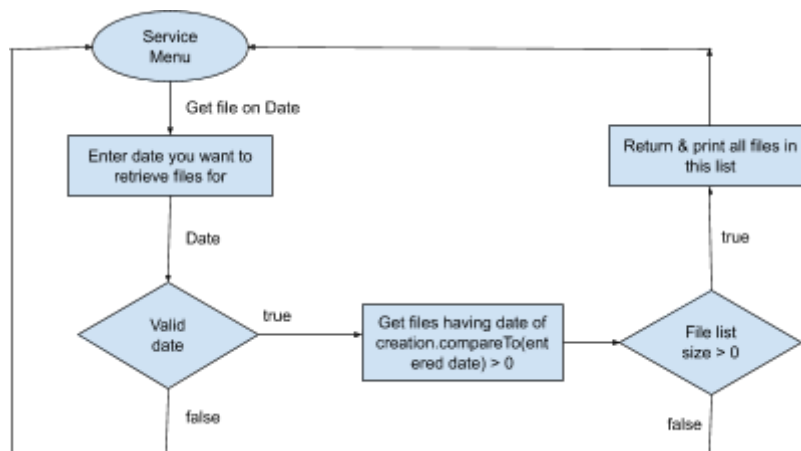 Service
Menu
Get file on Date
Enter date you want to
retrieve files for
Return & print all files in
this list
Date
true
Valid
date
true
Get files having date of
creation.compareTo(ent
ered date) > 0
File list
size > 0
false
false